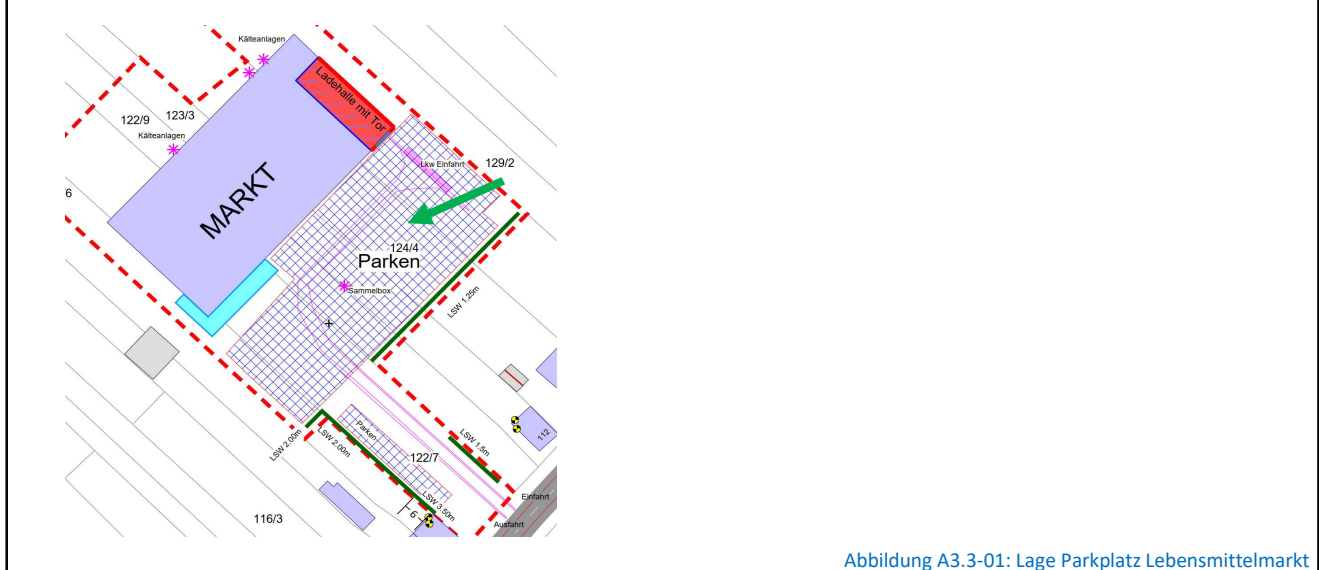 Kälteanlagen
Ladehalle mit Tor
122/9
123/3
Kälteanlagen
Lkw Einfahrt
129/2
6
MARKT
124/4
Parken
Sammelbox
LSW 1.25m
Parken
LSW 2.00m
LSW 2.00m
LSW 1.5m
112
122/7
LSW 3.50m
Einfahrt
6
116/3
Ausfahrt
Abbildung A3.3-01: Lage Parkplatz Lebensmittelmarkt